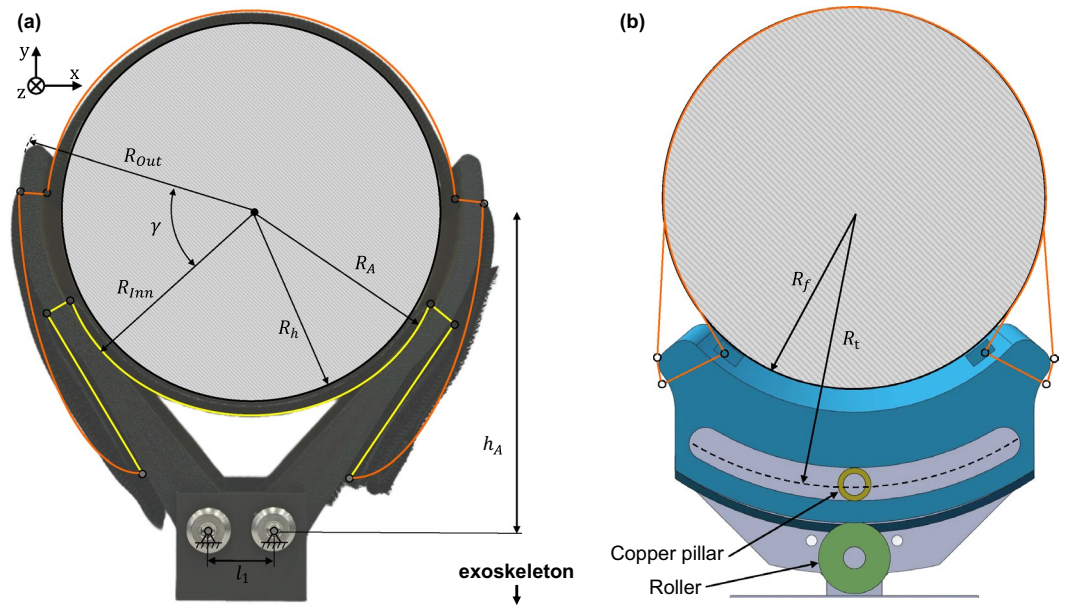 (a)
y
x
z
R_Out
γ
R_Inn
R_A
R_h
h_A
l_1
exoskeleton
(b)
R_f
R_t
Copper pillar
Roller